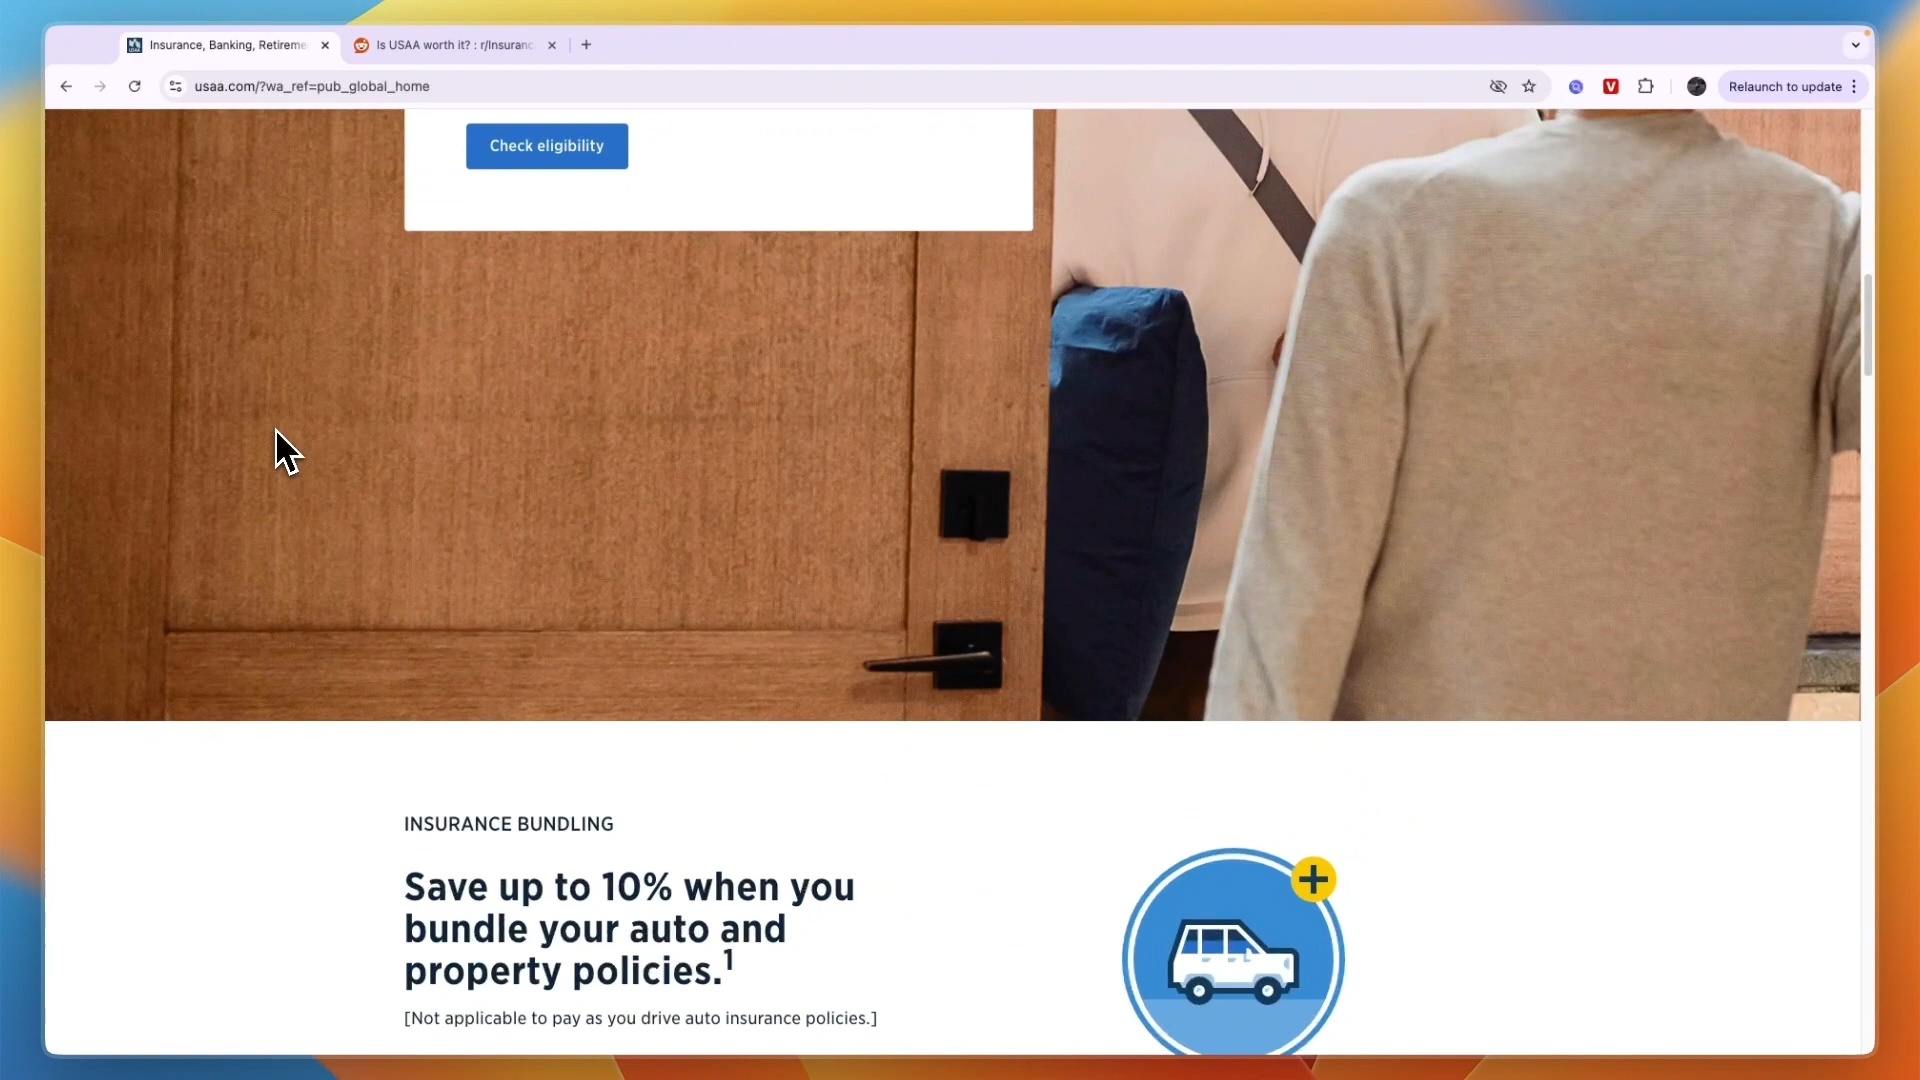 Insurance, Banking, Retireme
Is USAA worth it? : r/Insuranc
usaa.com/?wa_ref=pub_global_home
Relaunch to update
Check eligibility
INSURANCE BUNDLING
Save up to 10% when you
bundle your auto and
property policies.1
[Not applicable to pay as you drive auto insurance policies.]